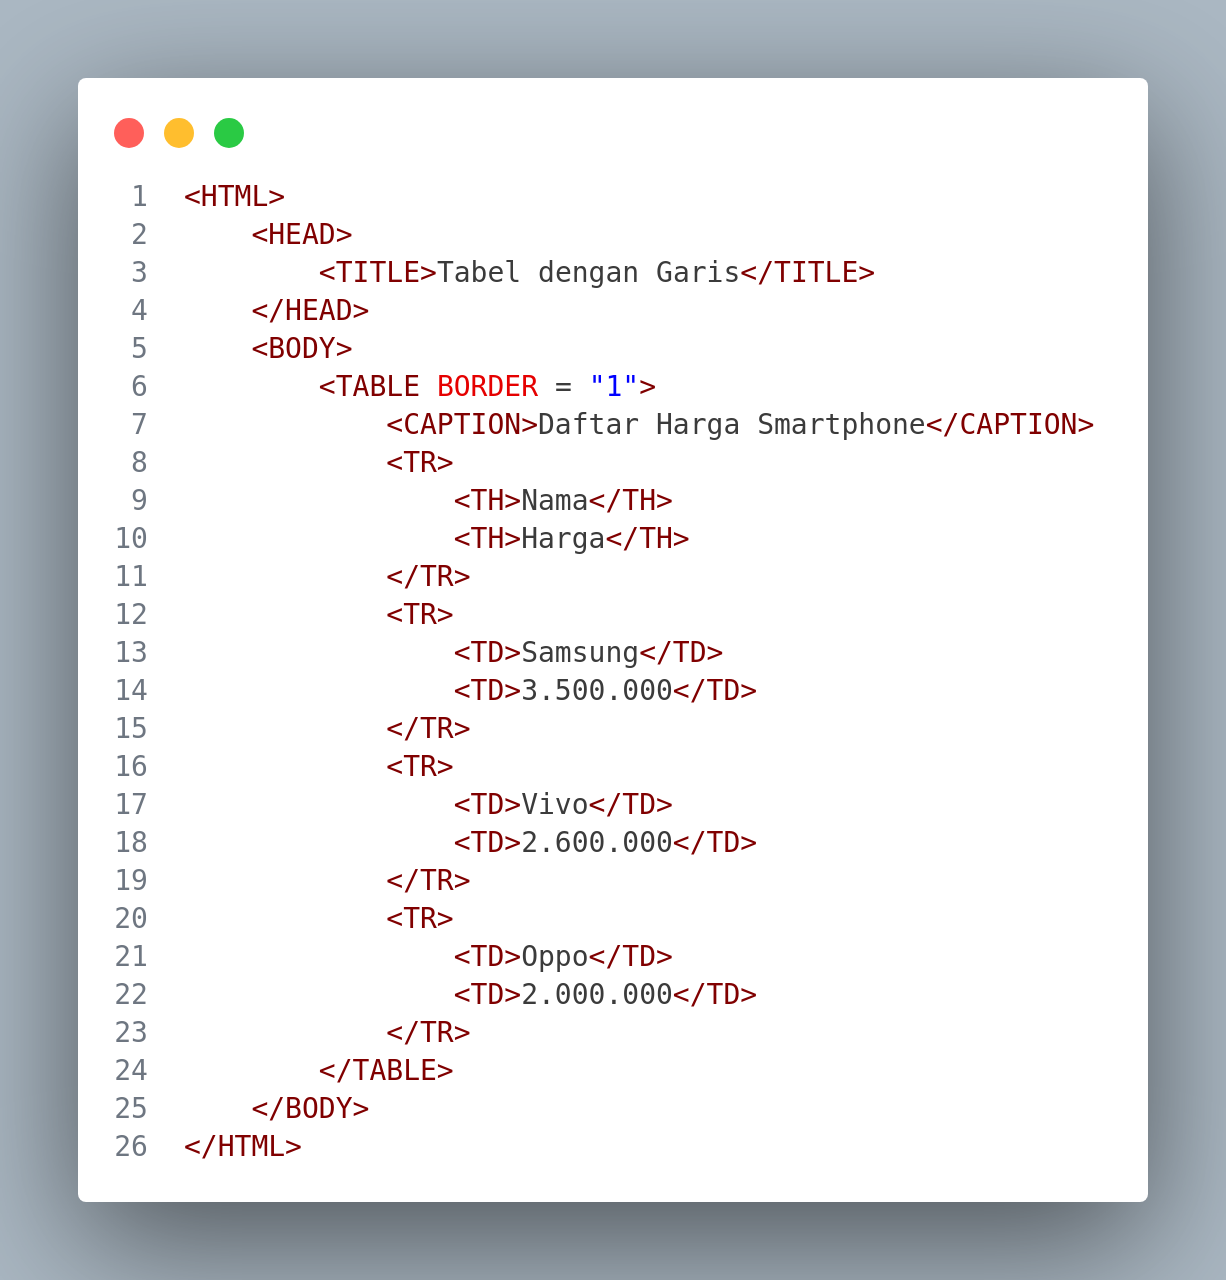 1 <HTML>
2     <HEAD>
3         <TITLE>Tabel dengan Garis</TITLE>
4     </HEAD>
5     <BODY>
6         <TABLE BORDER = "1">
7             <CAPTION>Daftar Harga Smartphone</CAPTION>
8             <TR>
9                 <TH>Nama</TH>
10                 <TH>Harga</TH>
11             </TR>
12             <TR>
13                 <TD>Samsung</TD>
14                 <TD>3.500.000</TD>
15             </TR>
16             <TR>
17                 <TD>Vivo</TD>
18                 <TD>2.600.000</TD>
19             </TR>
20             <TR>
21                 <TD>Oppo</TD>
22                 <TD>2.000.000</TD>
23             </TR>
24         </TABLE>
25     </BODY>
26 </HTML>